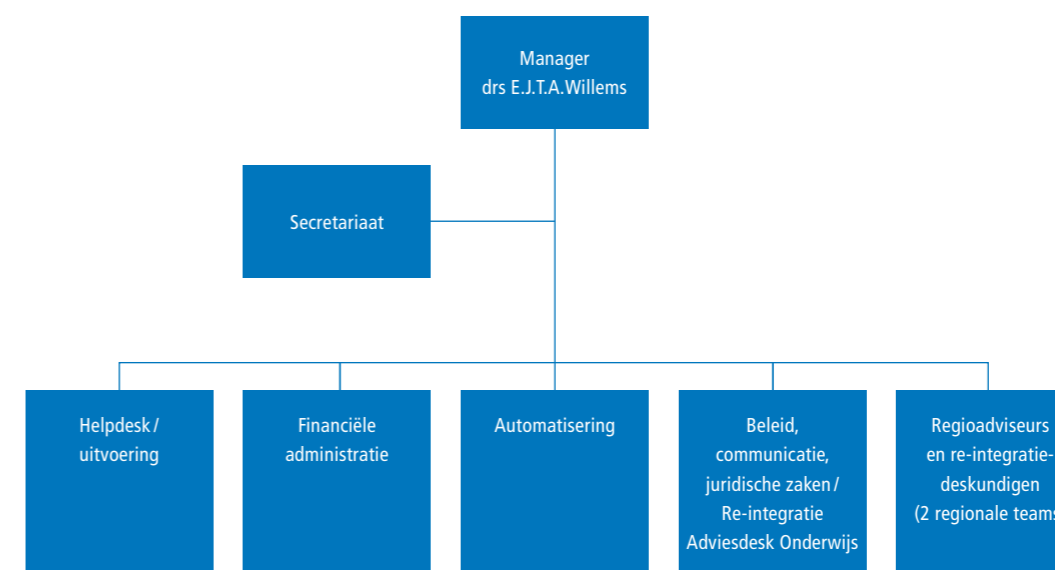 Manager
drs E.J.T.A.Willems
Secretariaat
Helpdesk /
uitvoering
Financiële
administratie
Automatisering
Beleid,
communicatie,
juridische zaken /
Re-integratie
Adviesdesk Onderwijs
Regioadviseurs
en re-integratie-
deskundigen
(2 regionale teams